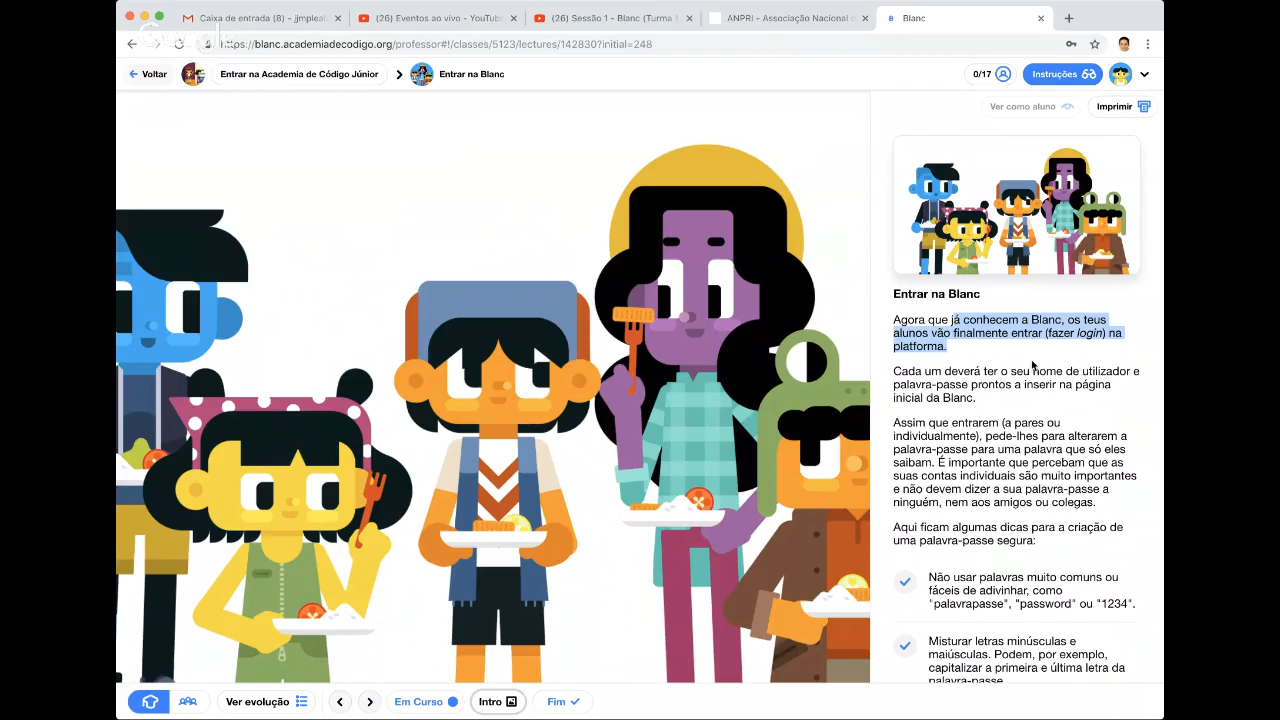 Caixa de entrada (8) - jjmpleal
(26) Eventos ao vivo - YouTube
(26) Sessão 1 - Blanc (Turma 1
ANPRI - Associação Nacional d
Blanc
https://blanc.academiadecodigo.org/professor#!/classes/5123/lectures/142830?initial=248
Voltar
Entrar na Academia de Código Júnior
Entrar na Blanc
0/17
Instruções
Ver como aluno
Imprimir
Entrar na Blanc
Agora que já conhecem a Blanc, os teus
alunos vão finalmente entrar (fazer login) na
platforma.
Cada um deverá ter o seu nome de utilizador e
palavra-passe prontos a inserir na página
inicial da Blanc.
Assim que entrarem (a pares ou
individualmente), pede-lhes para alterarem a
palavra-passe para uma palavra que só eles
saibam. É importante que percebam que as
suas contas individuais são muito importantes
e não devem dizer a sua palavra-passe a
ninguém, nem aos amigos ou colegas.
Aqui ficam algumas dicas para a criação de
uma palavra-passe segura:
Não usar palavras muito comuns ou
fáceis de adivinhar, como
"palavrapasse", "password" ou "1234".
Misturar letras minúsculas e
maiúsculas. Podem, por exemplo,
capitalizar a primeira e última letra da
palavra-passe.
Ver evolução
Em Curso
Intro
Fim